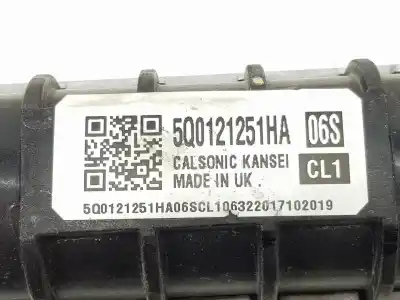 5Q0121251HA 06S
CALSONIC KANSEI CL1
MADE IN UK.
5Q0121251HA06SCL106322017102019